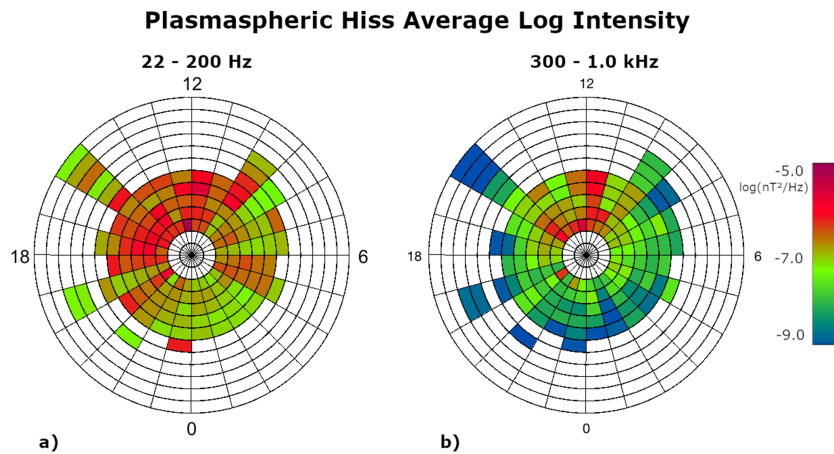 Plasmaspheric Hiss Average Log Intensity
22 - 200 Hz
300 - 1.0 kHz
12
12
-5.0
log(nT²/Hz)
18
6
18
6
-7.0
-9.0
0
0
a)
b)